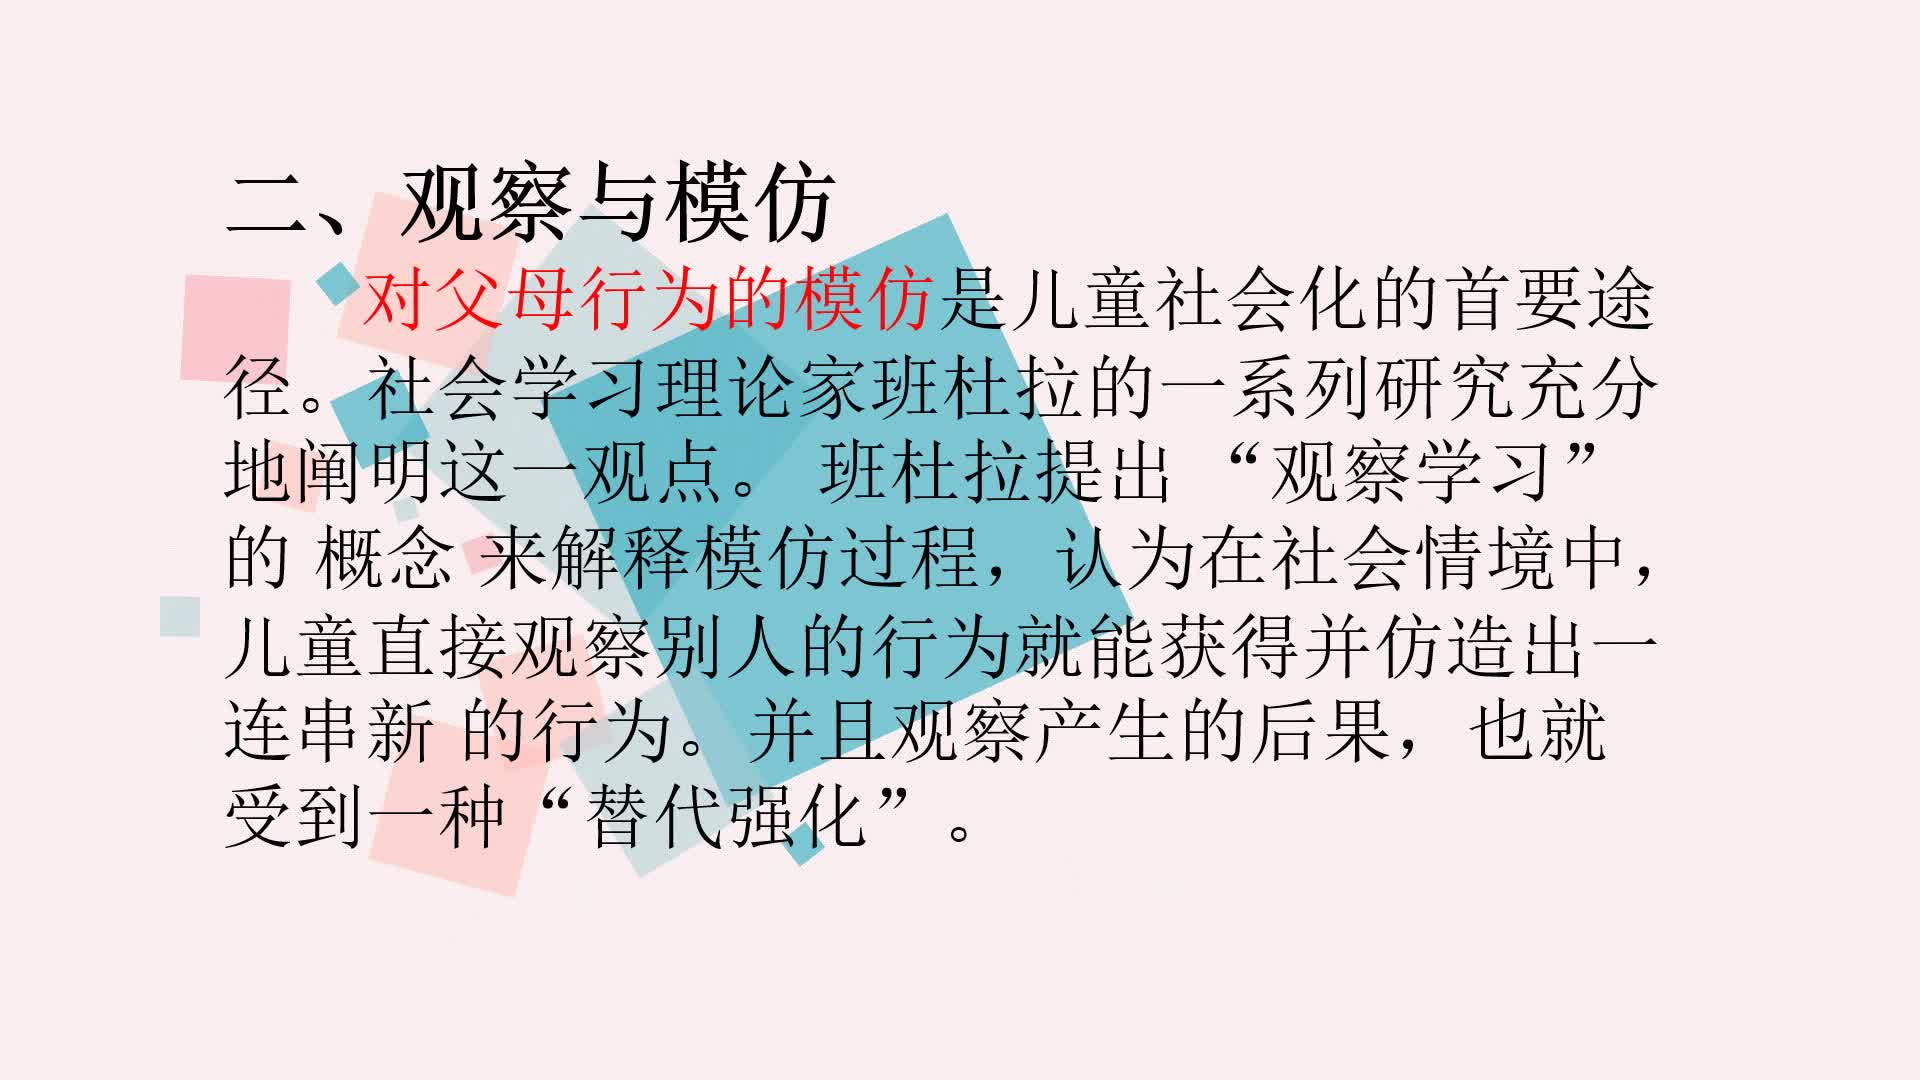 二、观察与模仿
对父母行为的模仿是儿童社会化的首要途
径。社会学习理论家班杜拉的一系列研究充分
地阐明这一观点。 班杜拉提出 “观察学习”
的 概念 来解释模仿过程，认为在社会情境中，
儿童直接观察别人的行为就能获得并仿造出一
连串新 的行为。并且观察产生的后果，也就
受到一种“替代强化”。